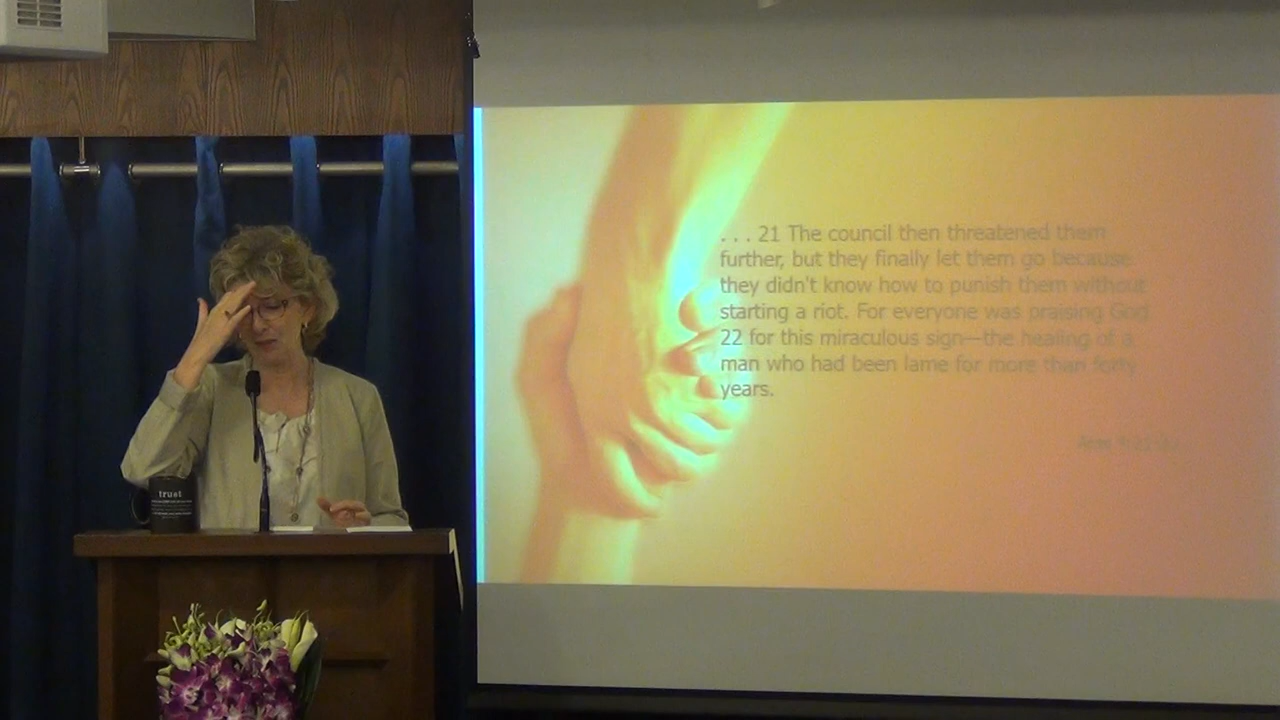 . . . 21 The council then threatened them
further, but they finally let them go because
they didn't know how to punish them without
starting a riot. For everyone was praising God
22 for this miraculous sign—the healing of a
man who had been lame for more than forty
years.
trust